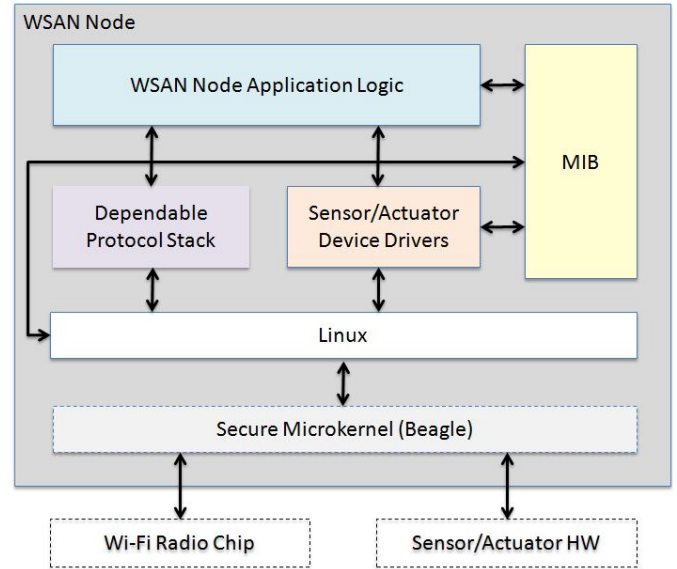 WSAN Node
WSAN Node Application Logic
MIB
Dependable
Protocol Stack
Sensor/Actuator
Device Drivers
Linux
Secure Microkernel (Beagle)
Wi-Fi Radio Chip
Sensor/Actuator HW